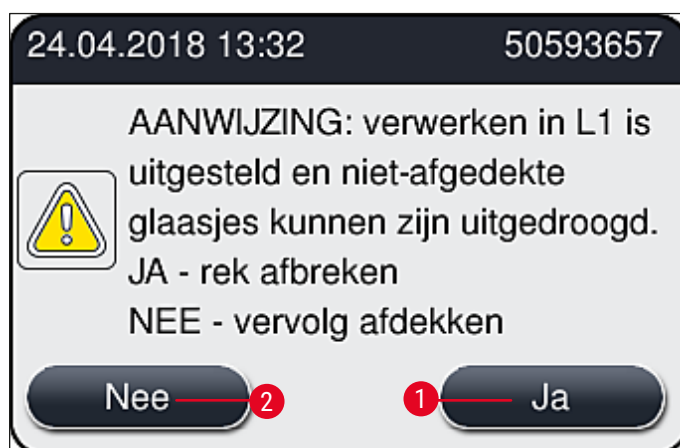 24.04.2018 13:32 50593657
AANWIJZING: verwerken in L1 is
uitgesteld en niet-afgedekte
glaasjes kunnen zijn uitgedroogd.
JA - rek afbreken
NEE - vervolg afdekken
Nee 2 1 Ja